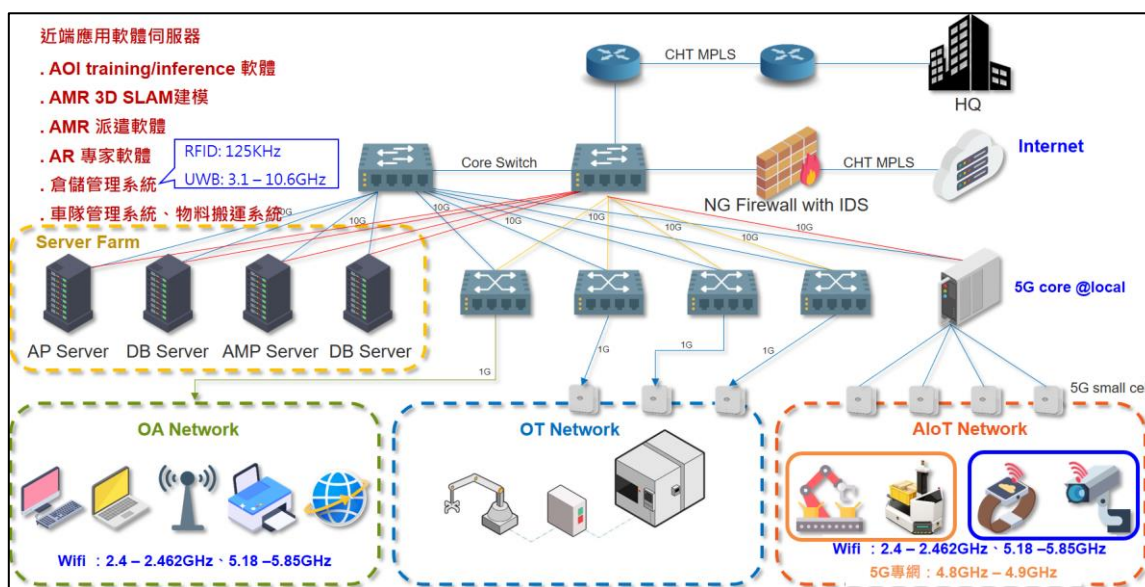 近端應用軟體伺服器
. AOI training/inference 軟體
. AMR 3D SLAM建模
. AMR 派遣軟體
. AR 專家軟體
. 倉儲管理系統
. 車隊管理系統、物料搬運系統
RFID: 125KHz
UWB: 3.1 – 10.6GHz
CHT MPLS
HQ
Core Switch
CHT MPLS
Internet
NG Firewall with IDS
10G
10G
10G
10G
10G
10G
10G
10G
10G
Server Farm
AP Server
DB Server
AMP Server
DB Server
5G core @local
1G
1G
1G
1G
5G small ce
OA Network
Wifi ：2.4 – 2.462GHz、5.18 –5.85GHz
OT Network
AIoT Network
Wifi ：2.4 – 2.462GHz、5.18 –5.85GHz
5G專網：4.8GHz – 4.9GHz